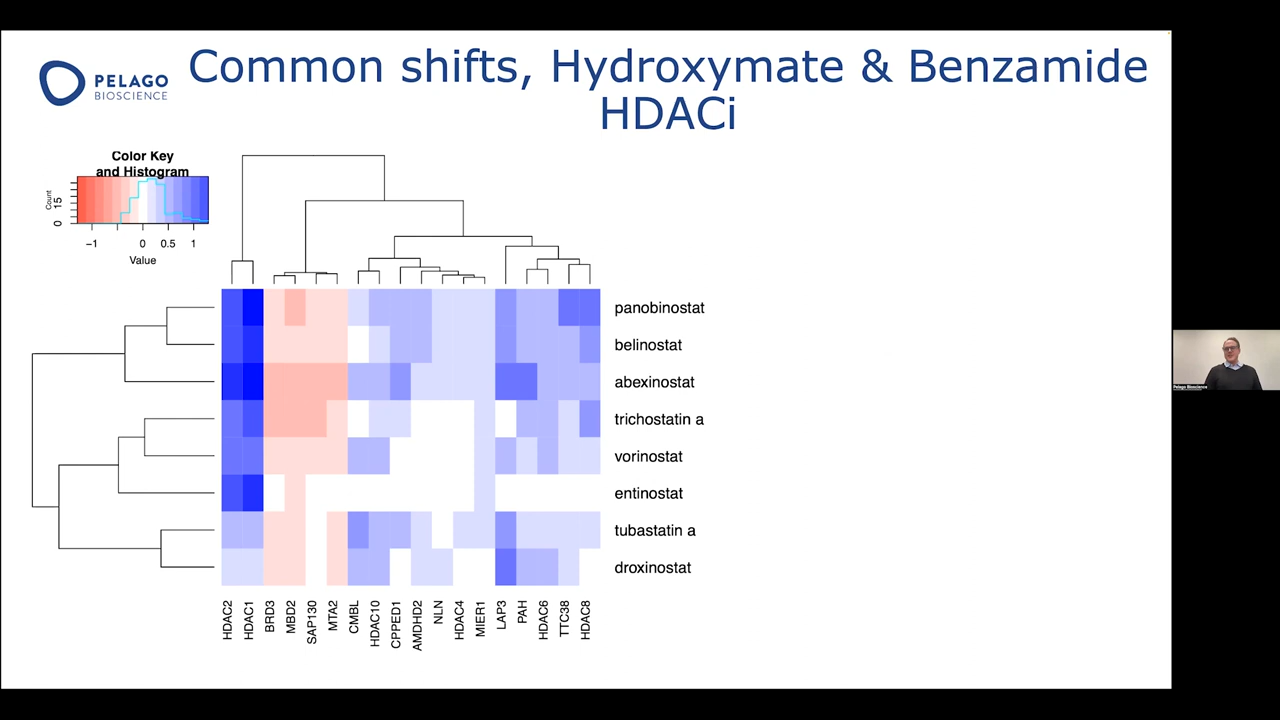 Common shifts, Hydroxymate & Benzamide
HDACi
PELAGO
BIOSCIENCE
Color Key
and Histogram
Count
0 15
−1 0 0.5 1
Value
panobinostat
belinostat
abexinostat
trichostatin a
vorinostat
entinostat
tubastatin a
droxinostat
HDAC2
HDAC1
BRD3
MBD2
SAP130
MTA2
CMBL
HDAC10
CPPED1
AMDHD2
NLN
HDAC4
MIER1
LAP3
PAH
HDAC6
TTC38
HDAC8
Pelago Bioscience